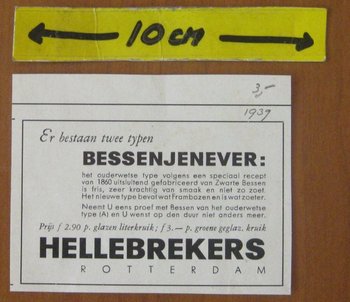 10 CM
3,-
1937
Er bestaan twee typen
BESSENJENEVER:
het ouderwetse type volgens een speciaal recept
van 1860 uitsluitend gefabriceerd van Zwarte Bessen
is fris, zeer krachtig van smaak en niet zo zoet.
Het nieuwe type bevat wat Frambozen en is wat zoeter.
Neemt U eens proef met Bessen van het ouderwetse
type (A) en U wenst op den duur niet anders meer.
Prijs f 2.90 p. glazen literkruik; f 3.— p. groene geglaz. kruik
HELLEBREKERS
ROTTERDAM